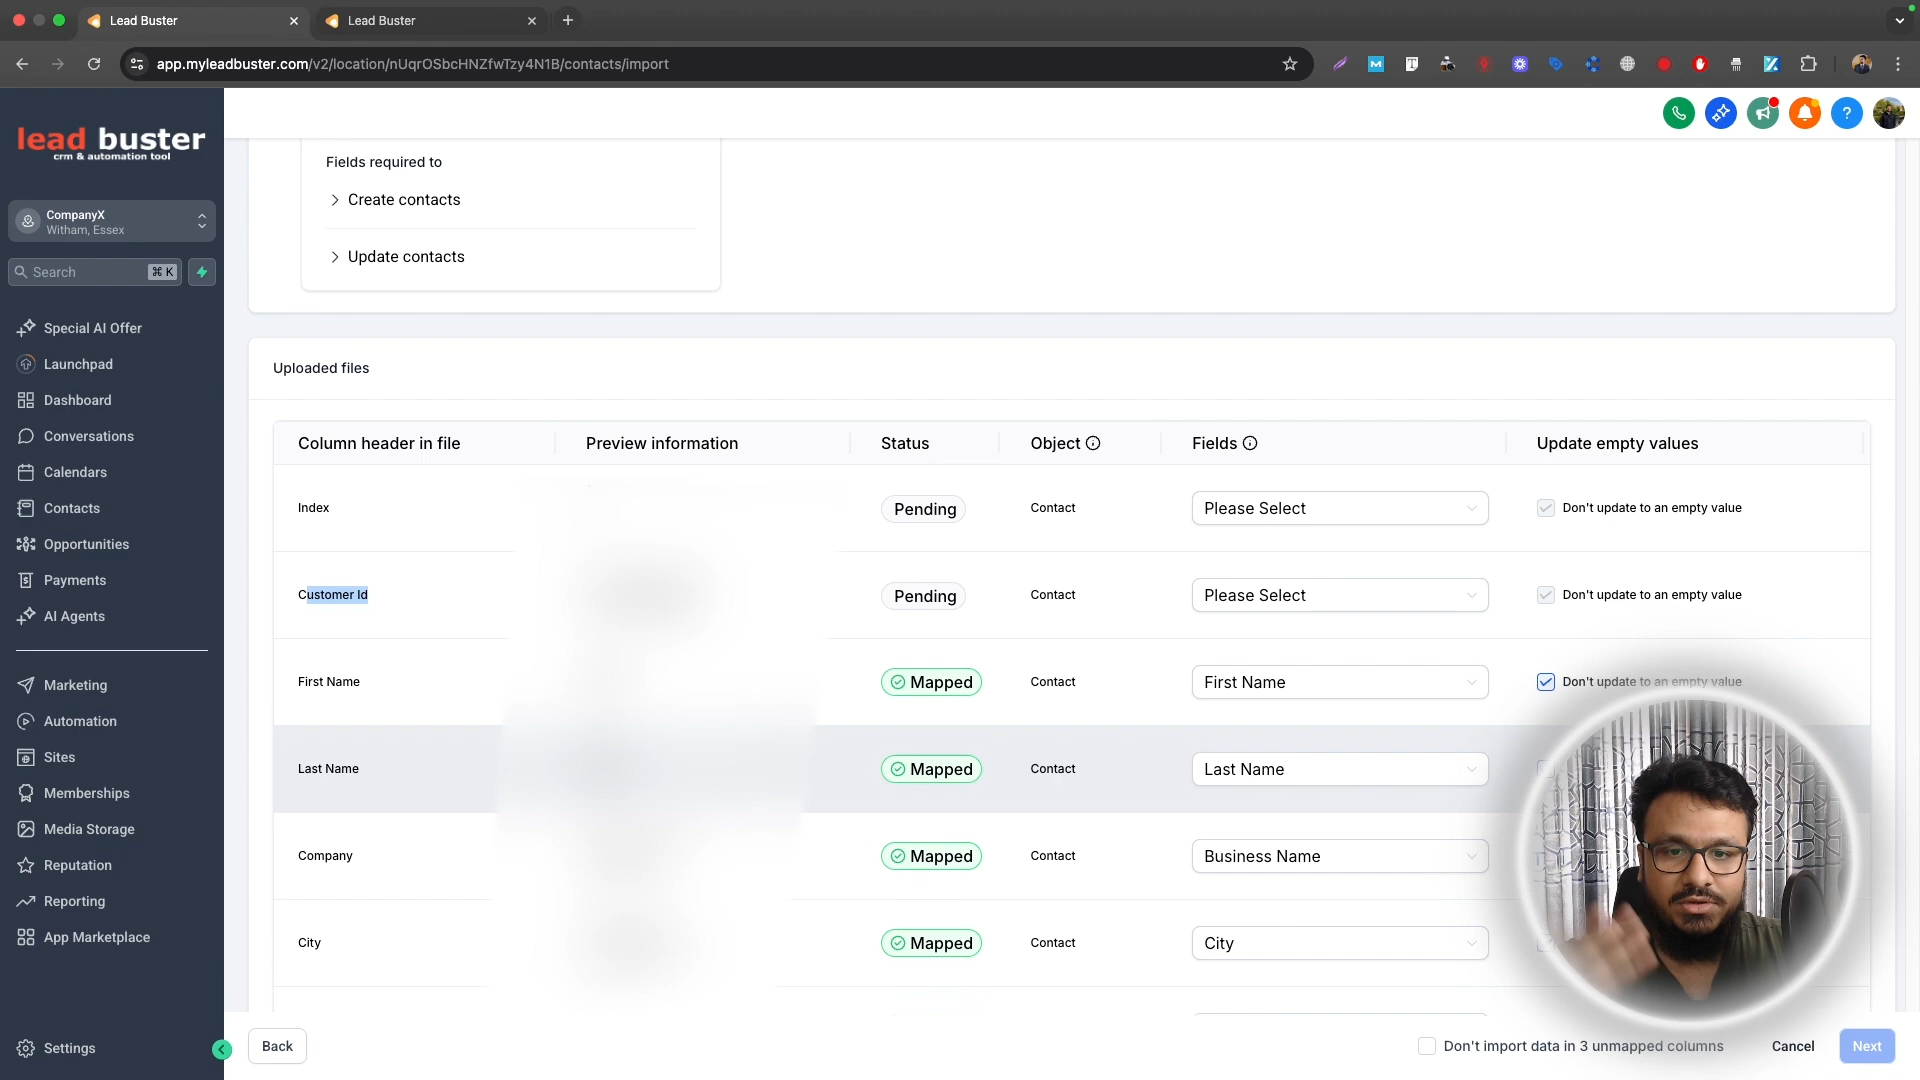 Lead Buster
Lead Buster
app.myleadbuster.com/v2/location/nUqrOSbcHNZfwTzy4N1B/contacts/import
lead buster
crm & automation tool
CompanyX
Witham, Essex
Search ⌘ K
Special AI Offer
Launchpad
Dashboard
Conversations
Calendars
Contacts
Opportunities
Payments
AI Agents
Marketing
Automation
Sites
Memberships
Media Storage
Reputation
Reporting
App Marketplace
Settings
Fields required to
Create contacts
Update contacts
Uploaded files
Column header in file Preview information Status Object Fields Update empty values
Index Pending Contact Please Select Don't update to an empty value
Customer Id Pending Contact Please Select Don't update to an empty value
First Name Mapped Contact First Name Don't update to an empty value
Last Name Mapped Contact Last Name
Company Mapped Contact Business Name
City Mapped Contact City
Back Don't import data in 3 unmapped columns Cancel Next